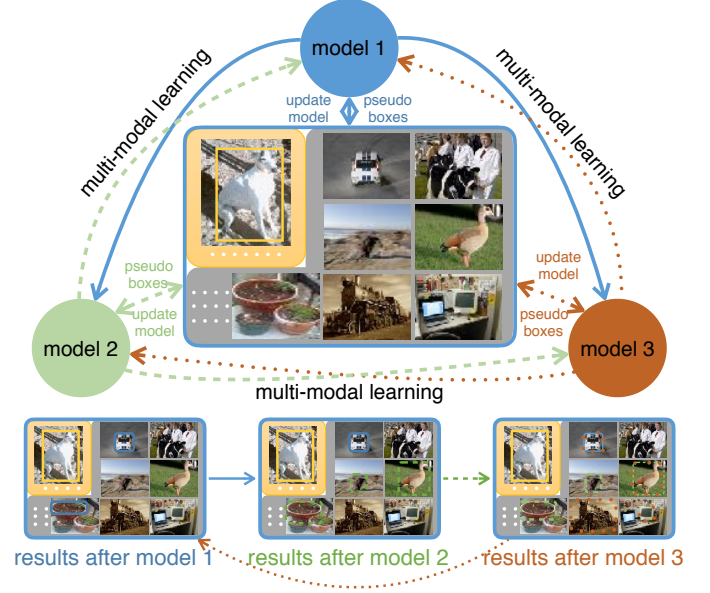 model 1
multi-modal learning
multi-modal learning
update pseudo
model boxes
pseudo
boxes
update
model
update
model
pseudo
boxes
model 2
model 3
multi-modal learning
results after model 1
results after model 2
results after model 3